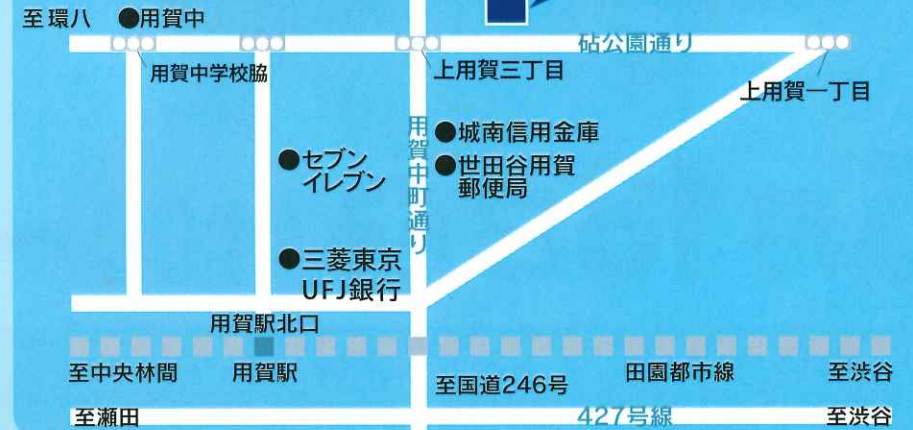 至環八
●用賀中
砧公園通り
用賀中学校脇
上用賀三丁目
上用賀一丁目
用賀中町通り
●城南信用金庫
●セブン
イレブン
●世田谷用賀
郵便局
●三菱東京
UFJ銀行
用賀駅北口
至中央林間
用賀駅
至国道246号
田園都市線
至渋谷
至瀬田
427号線
至渋谷